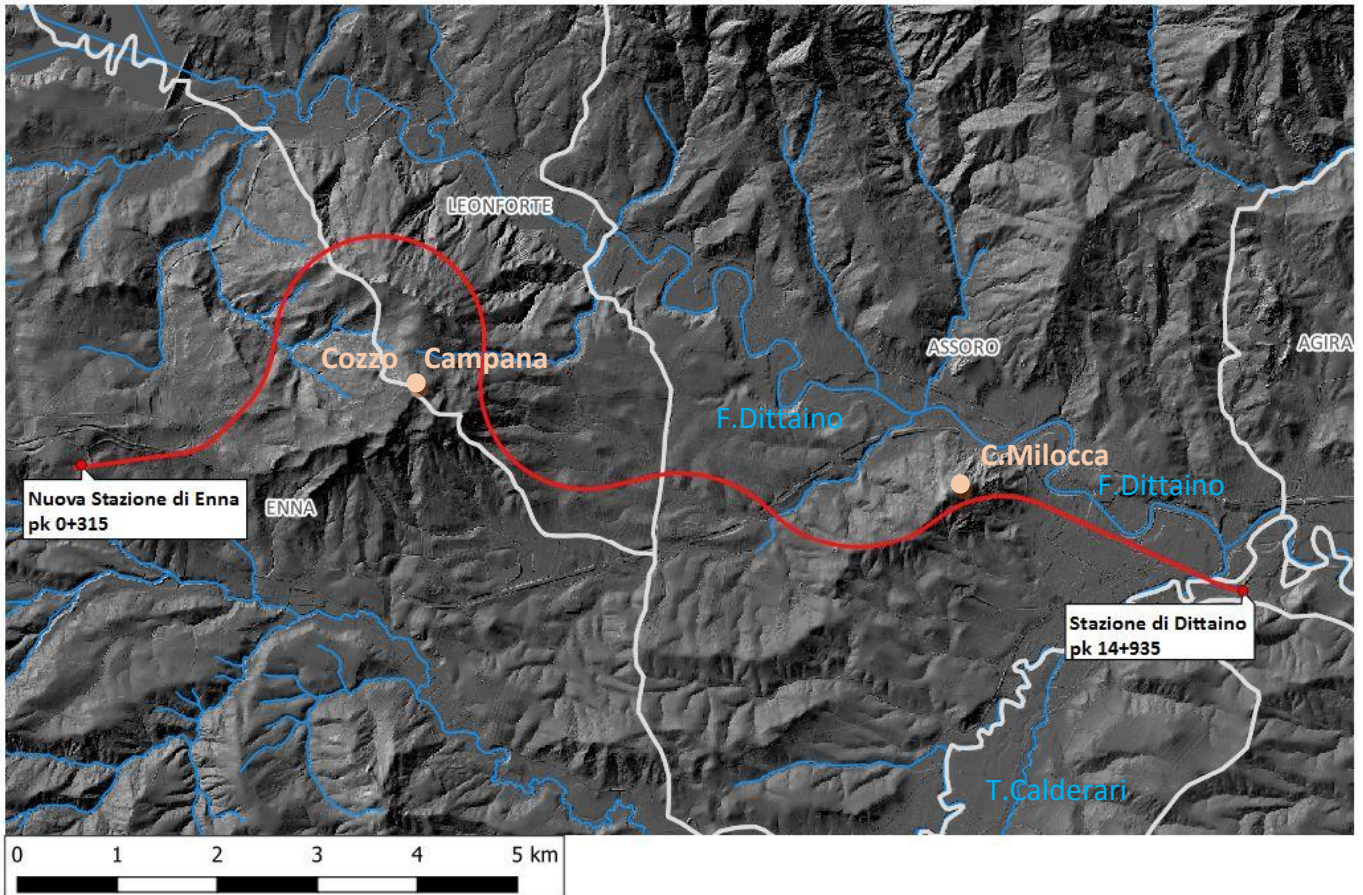 LEONFORTE
ASSORO
AGIRA
Cozzo Campana
F.Dittaino
C.Milocca
F.Dittaino
Nuova Stazione di Enna
pk 0+315
ENNA
Stazione di Dittaino
pk 14+935
T.Calderari
0 1 2 3 4 5 km